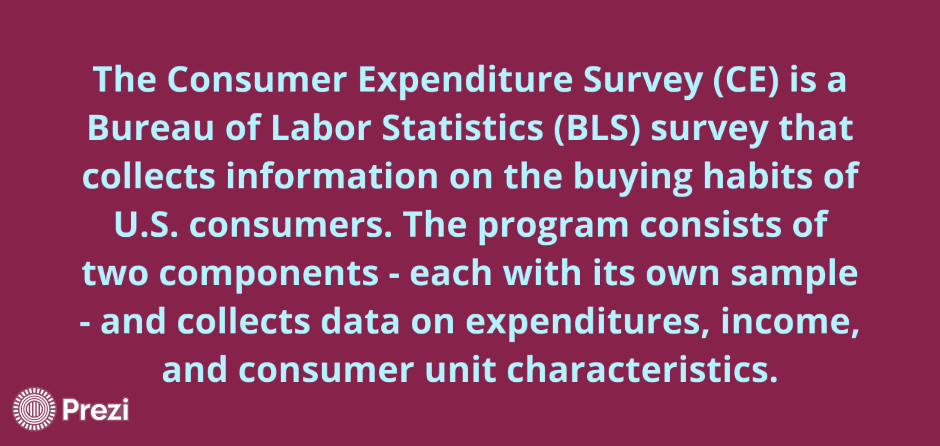 The Consumer Expenditure Survey (CE) is a
Bureau of Labor Statistics (BLS) survey that
collects information on the buying habits of
U.S. consumers. The program consists of
two components - each with its own sample
- and collects data on expenditures, income,
and consumer unit characteristics.
Prezi